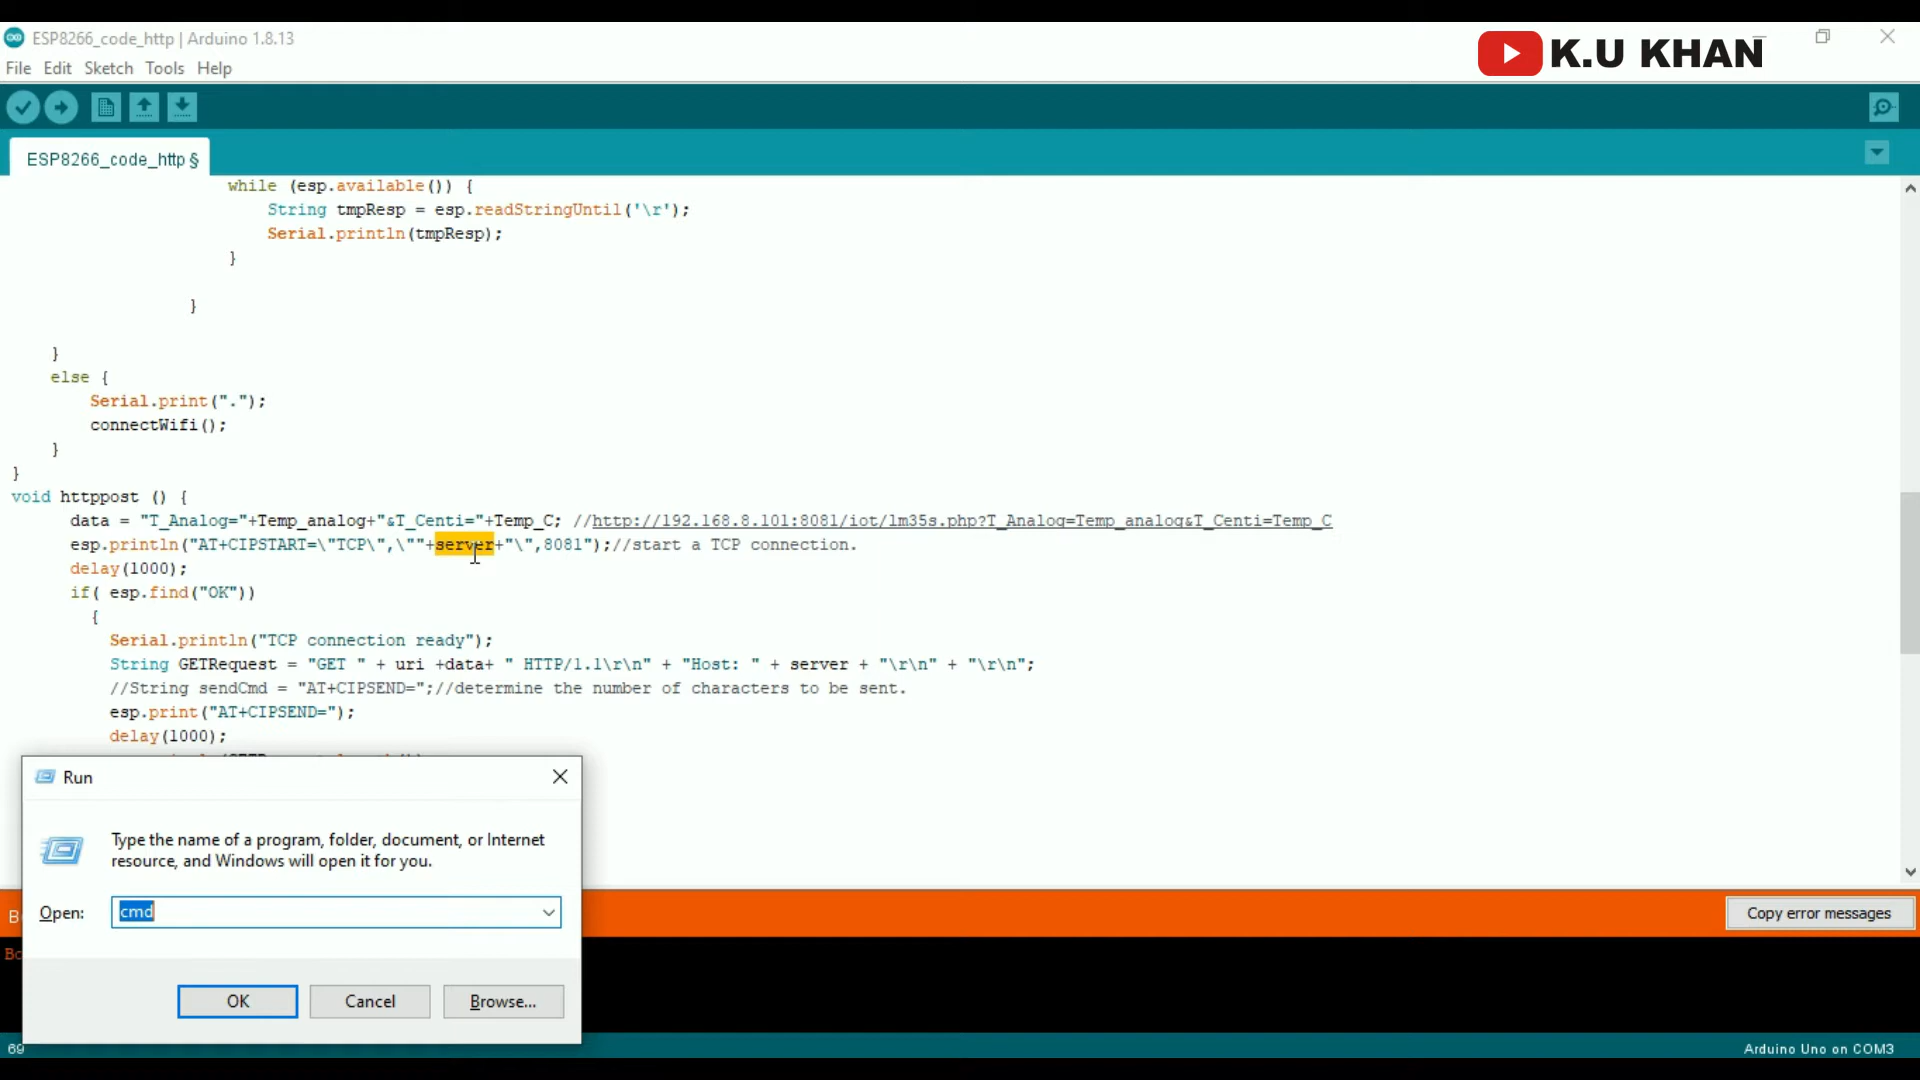 ESP8266_code_http | Arduino 1.8.13
K.U KHAN
File Edit Sketch Tools Help
ESP8266_code_http §
while (esp.available()) {
String tmpResp = esp.readStringUntil('\r');
Serial.println(tmpResp);
}
}
}
else {
Serial.print(".");
connectWifi();
}
}
void httppost () {
data = "T_Analog="+Temp_analog+"&T_Centi="+Temp_C; //http://192.168.8.101:8081/iot/lm35s.php?T_Analog=Temp_analog&T_Centi=Temp_C
esp.println("AT+CIPSTART=\"TCP\",\""+server+"\",8081");//start a TCP connection.
delay(1000);
if( esp.find("OK"))
{
Serial.println("TCP connection ready");
String GETRequest = "GET " + uri +data+ " HTTP/1.1\r\n" + "Host: " + server + "\r\n" + "\r\n";
//String sendCmd = "AT+CIPSEND=";//determine the number of characters to be sent.
esp.print("AT+CIPSEND=");
delay(1000);
Run
Type the name of a program, folder, document, or Internet
resource, and Windows will open it for you.
Open: cmd
OK Cancel Browse...
Copy error messages
69
Arduino Uno on COM3